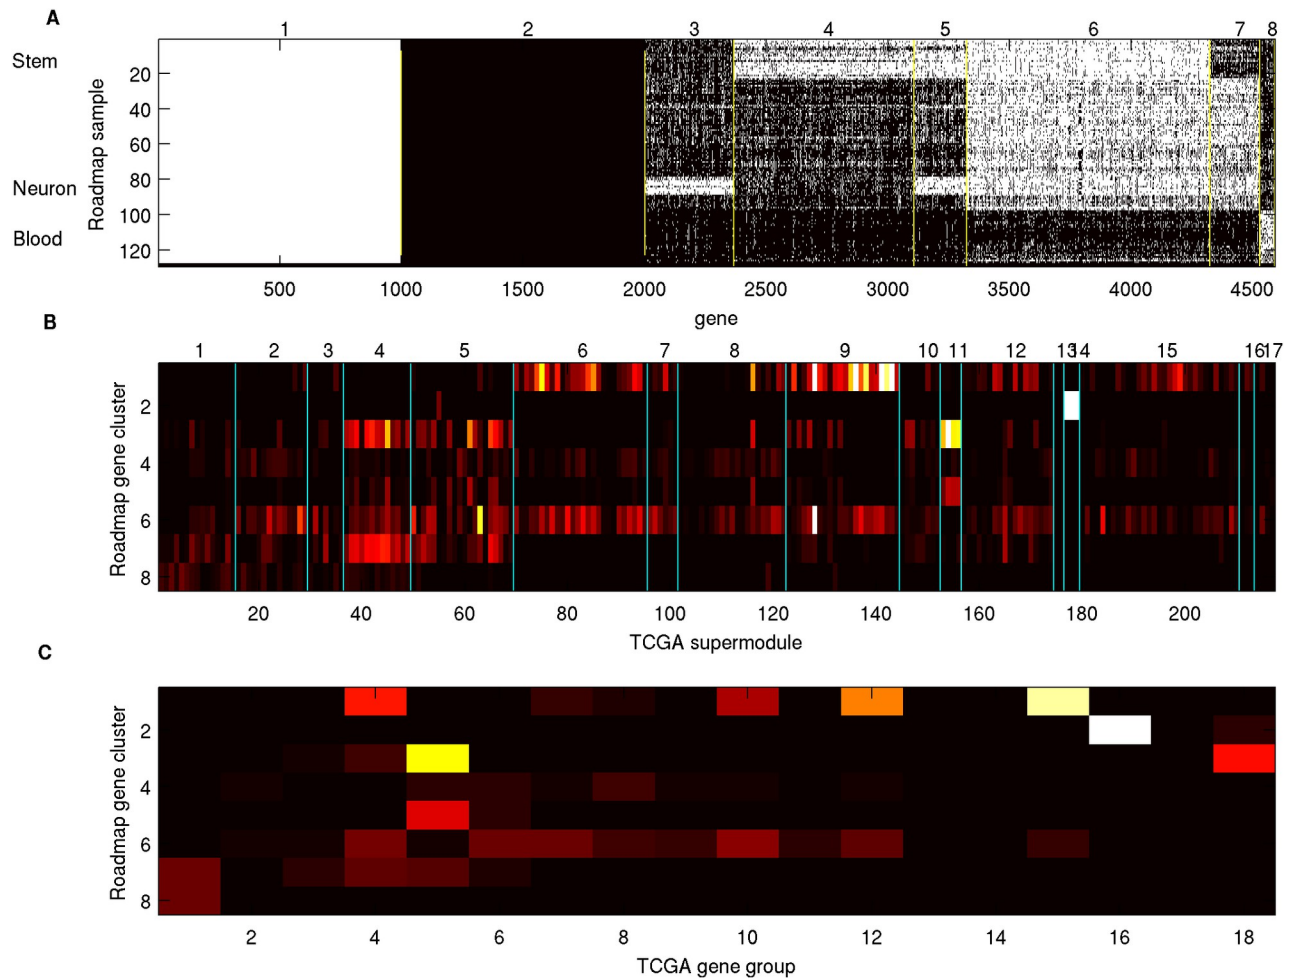 A
1 2 3 4 5 6 7 8
Stem
Neuron
Blood
Roadmap sample
20
40
60
80
100
120
500 1000 1500 2000 2500 3000 3500 4000 4500
gene
B
1 2 3 4 5 6 7 8 9 10 11 12 1314 15 1617
Roadmap gene cluster
2
4
6
8
20 40 60 80 100 120 140 160 180 200
TCGA supermodule
C
Roadmap gene cluster
2
4
6
8
2 4 6 8 10 12 14 16 18
TCGA gene group